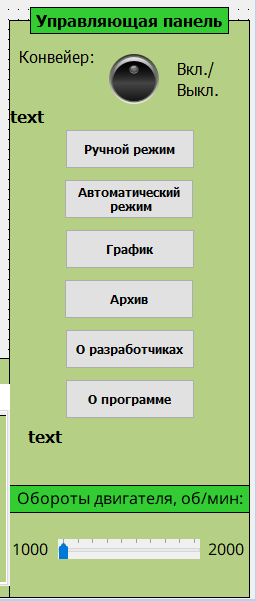 Управляющая панель
Конвейер:
Вкл./
Выкл.
text
Ручной режим
Автоматический
режим
График
Архив
О разработчиках
О программе
text
Обороты двигателя, об/мин:
1000 2000